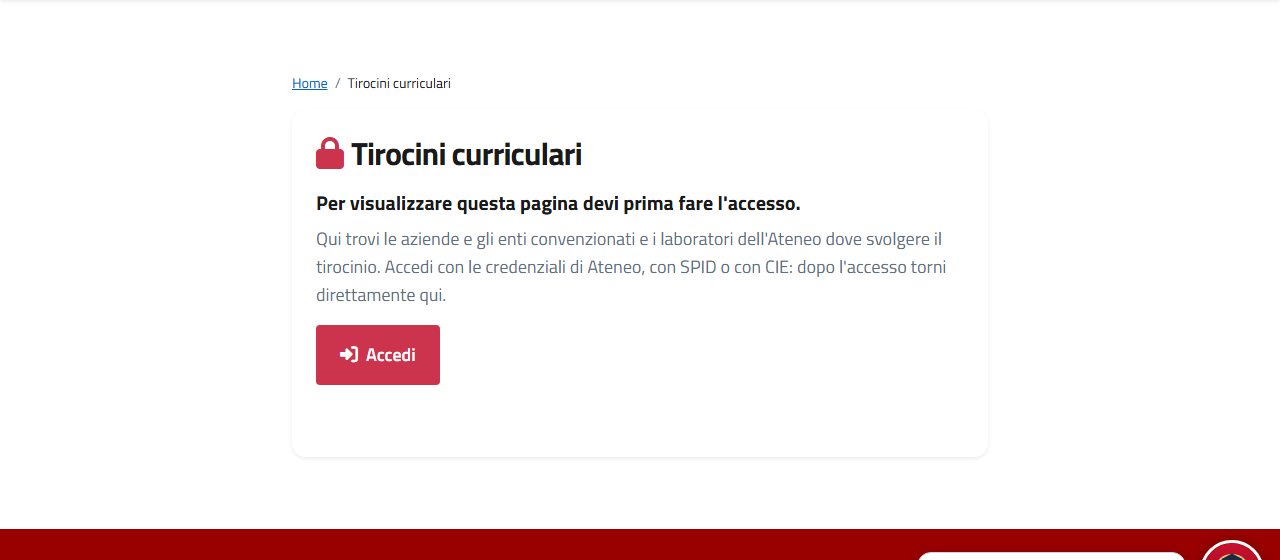 Home / Tirocini curriculari
Tirocini curriculari
Per visualizzare questa pagina devi prima fare l'accesso.
Qui trovi le aziende e gli enti convenzionati e i laboratori dell'Ateneo dove svolgere il
tirocinio. Accedi con le credenziali di Ateneo, con SPID o con CIE: dopo l'accesso torni
direttamente qui.
Accedi